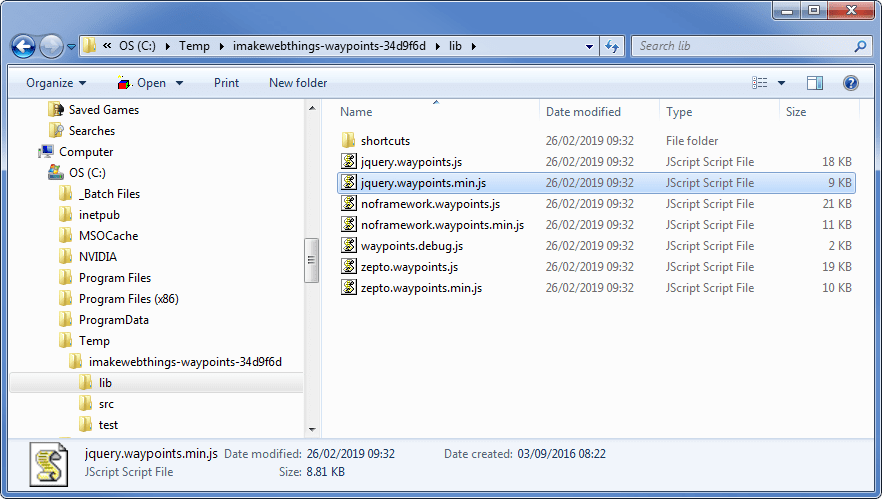 « OS (C:) Temp imakewebthings-waypoints-34d9f6d lib Search lib
Organize Open Print New folder
Saved Games
Searches
Computer
OS (C:)
_Batch Files
inetpub
MSOCache
NVIDIA
Program Files
Program Files (x86)
ProgramData
Temp
imakewebthings-waypoints-34d9f6d
lib
src
test
Name Date modified Type Size
shortcuts 26/02/2019 09:32 File folder
jquery.waypoints.js 26/02/2019 09:32 JScript Script File 18 KB
jquery.waypoints.min.js 26/02/2019 09:32 JScript Script File 9 KB
noframework.waypoints.js 26/02/2019 09:32 JScript Script File 21 KB
noframework.waypoints.min.js 26/02/2019 09:32 JScript Script File 11 KB
waypoints.debug.js 26/02/2019 09:32 JScript Script File 2 KB
zepto.waypoints.js 26/02/2019 09:32 JScript Script File 19 KB
zepto.waypoints.min.js 26/02/2019 09:32 JScript Script File 10 KB
jquery.waypoints.min.js Date modified: 26/02/2019 09:32 Date created: 03/09/2016 08:22
JScript Script File Size: 8.81 KB